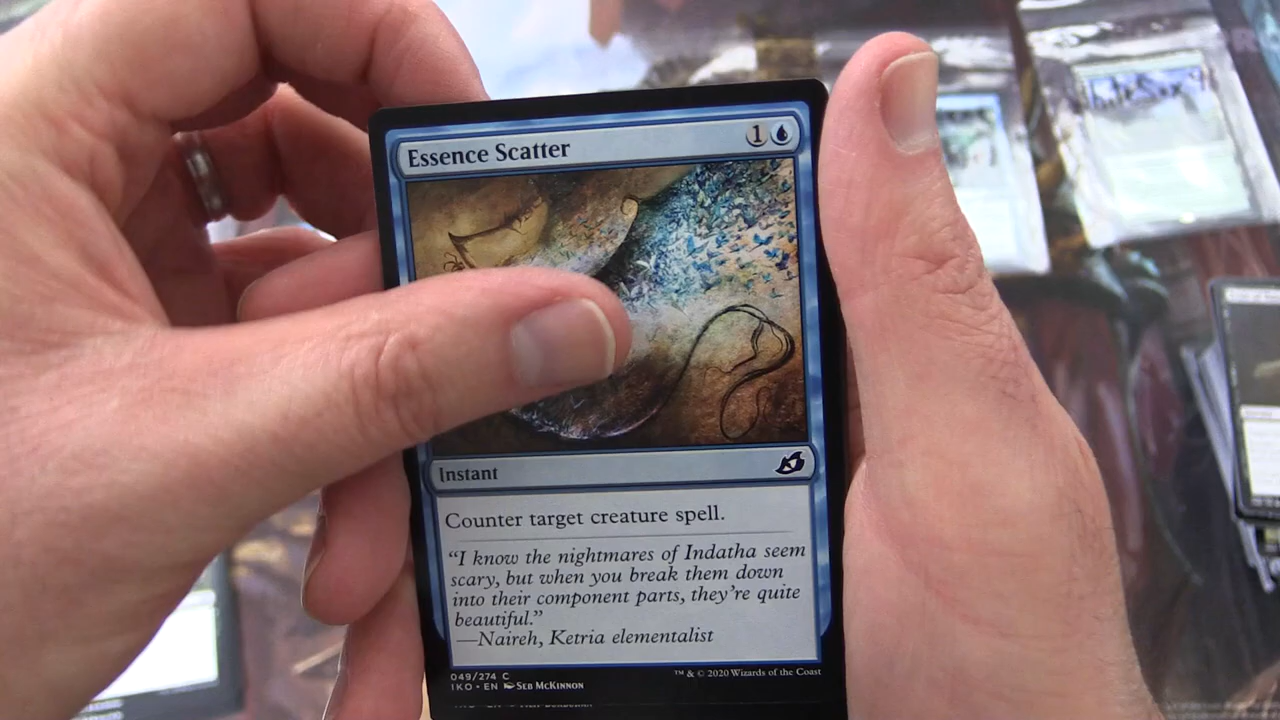 Essence Scatter 1
Instant
Counter target creature spell.
“I know the nightmares of Indatha seem
scary, but when you break them down
into their component parts, they’re quite
beautiful.”
—Naireh, Ketria elementalist
049/274 C
IKO • EN Seb McKinnon
™ & © 2020 Wizards of the Coast